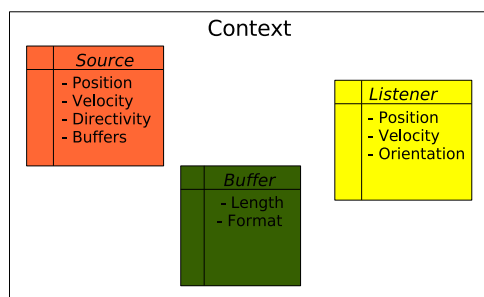 Context
Source
- Position
- Velocity
- Directivity
- Buffers
Listener
- Position
- Velocity
- Orientation
Buffer
- Length
- Format